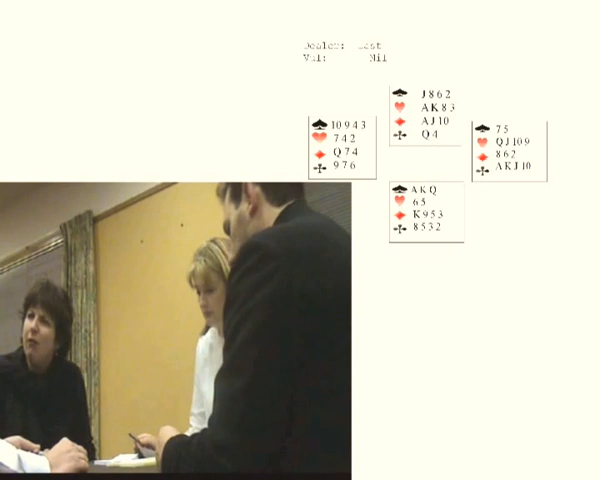 Dealer: East
Vul: Nil
J 8 6 2
A K 8 3
A J 10
Q 4
10 9 4 3
7 4 2
Q 7 4
9 7 6
7 5
Q J 10 9
8 6 2
A K J 10
A K Q
6 5
K 9 5 3
8 5 3 2